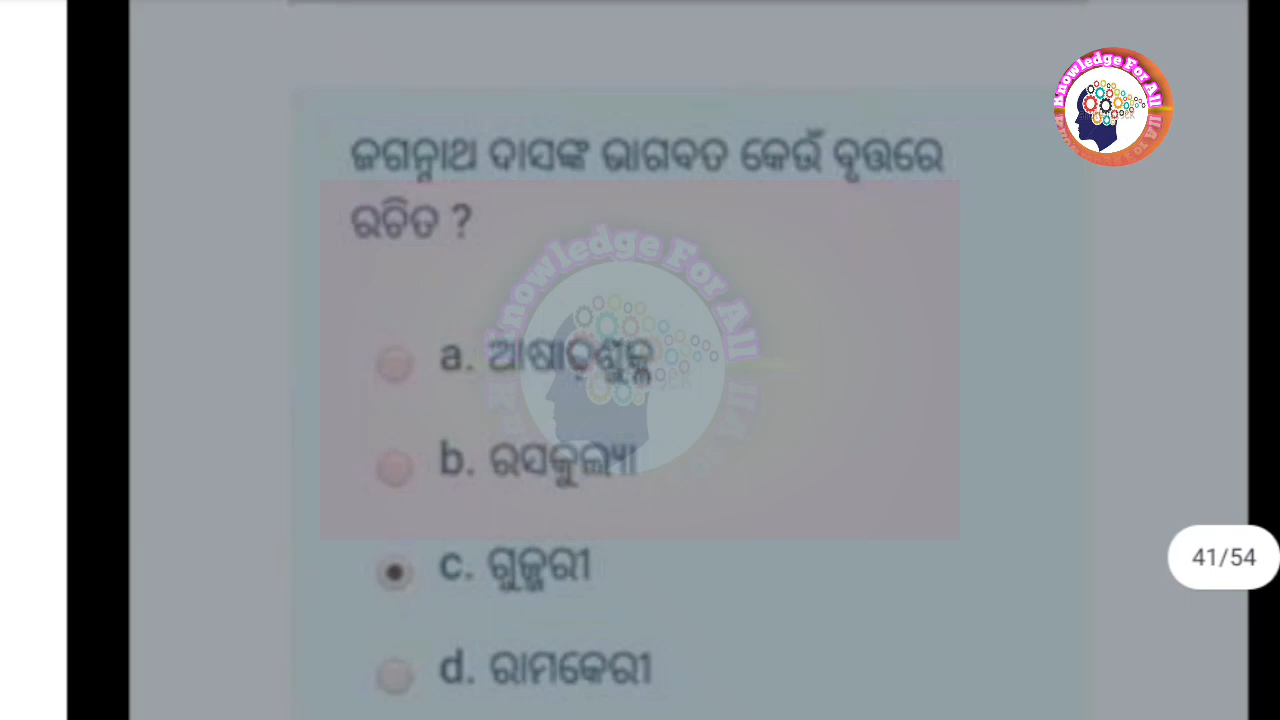 Knowledge For All
ଜଗନ୍ନାଥ ଦାସଙ୍କ ଭାଗବତ କେଉଁ ବୃତ୍ତରେ
ରଚିତ ?
Knowledge For All
a. ଆଷାଢ଼ଶୁକ୍ଳ
b. ରସକୁଲ୍ୟା
c. ଗୁଜ୍ଜରୀ
d. ରାମକେରୀ
41/54